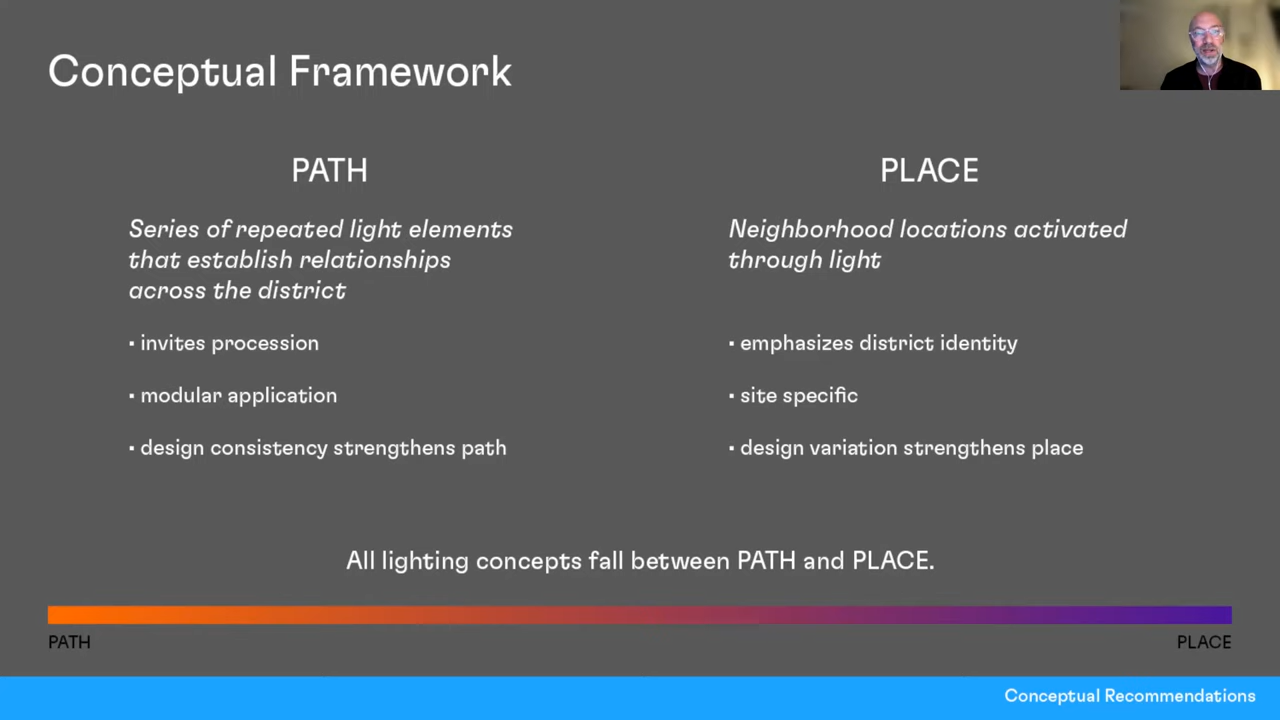 Conceptual Framework
PATH
Series of repeated light elements
that establish relationships
across the district
▪ invites procession
▪ modular application
▪ design consistency strengthens path
PLACE
Neighborhood locations activated
through light
▪ emphasizes district identity
▪ site specific
▪ design variation strengthens place
All lighting concepts fall between PATH and PLACE.
PATH
PLACE
Conceptual Recommendations